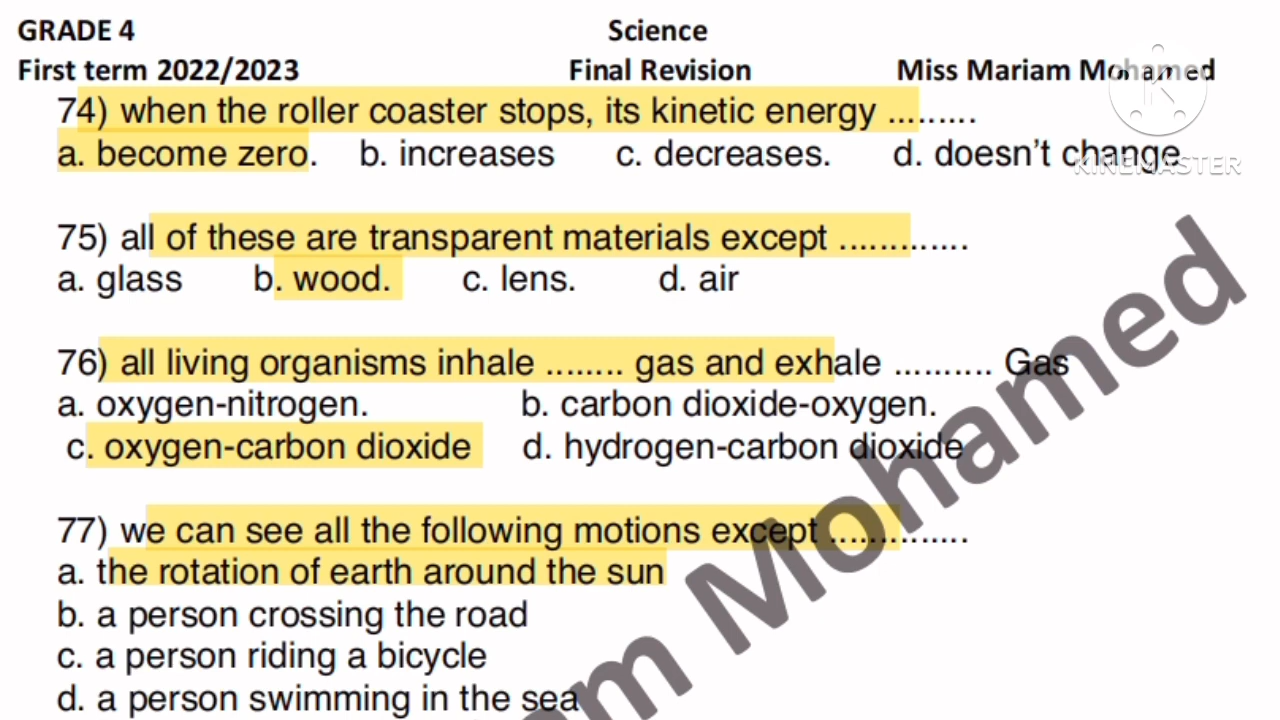 GRADE 4 Science
First term 2022/2023 Final Revision Miss Mariam Mohamed
74) when the roller coaster stops, its kinetic energy .........
a. become zero. b. increases c. decreases. d. doesn't change
KINEMASTER
75) all of these are transparent materials except .............
a. glass b. wood. c. lens. d. air
76) all living organisms inhale ........ gas and exhale .......... Gas
a. oxygen-nitrogen. b. carbon dioxide-oxygen.
c. oxygen-carbon dioxide d. hydrogen-carbon dioxide
77) we can see all the following motions except ..............
a. the rotation of earth around the sun
b. a person crossing the road
c. a person riding a bicycle
d. a person swimming in the sea
am Mohamed